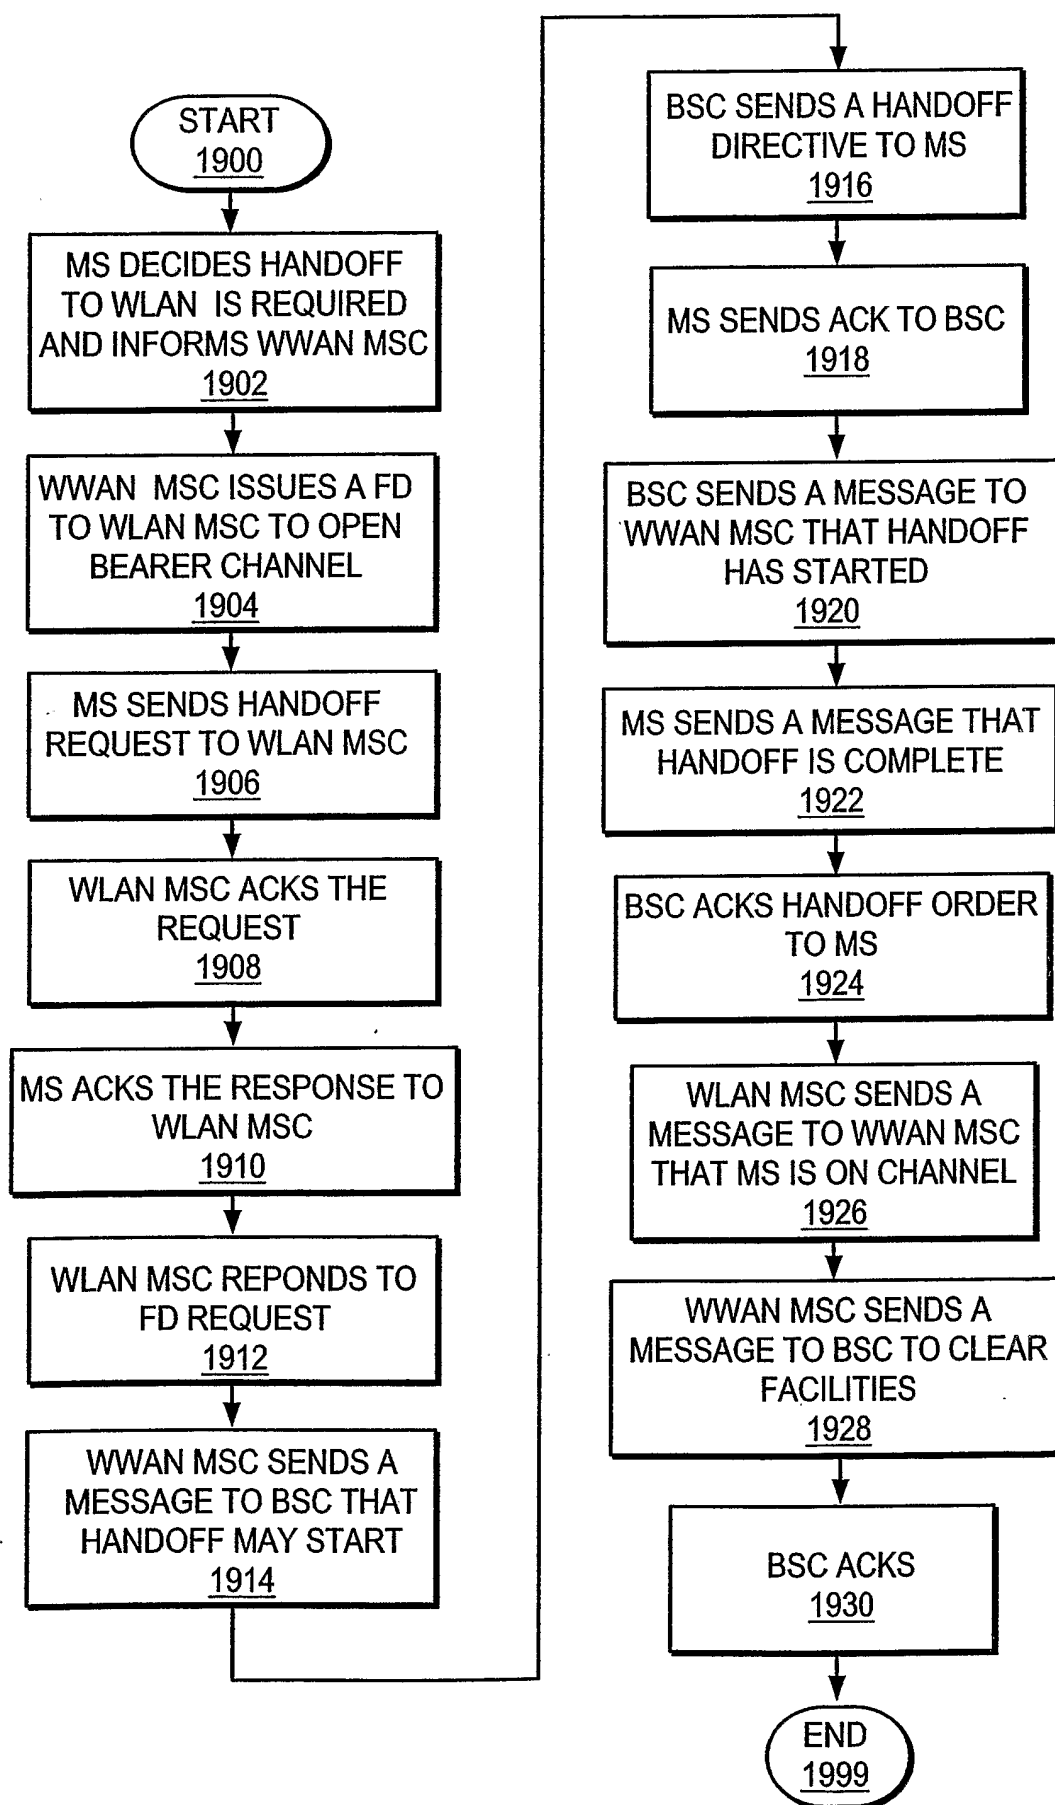 START
1900
MS DECIDES HANDOFF
TO WLAN IS REQUIRED
AND INFORMS WWAN MSC
1902
WWAN MSC ISSUES A FD
TO WLAN MSC TO OPEN
BEARER CHANNEL
1904
MS SENDS HANDOFF
REQUEST TO WLAN MSC
1906
WLAN MSC ACKS THE
REQUEST
1908
MS ACKS THE RESPONSE TO
WLAN MSC
1910
WLAN MSC REPONDS TO
FD REQUEST
1912
WWAN MSC SENDS A
MESSAGE TO BSC THAT
HANDOFF MAY START
1914
BSC SENDS A HANDOFF
DIRECTIVE TO MS
1916
MS SENDS ACK TO BSC
1918
BSC SENDS A MESSAGE TO
WWAN MSC THAT HANDOFF
HAS STARTED
1920
MS SENDS A MESSAGE THAT
HANDOFF IS COMPLETE
1922
BSC ACKS HANDOFF ORDER
TO MS
1924
WLAN MSC SENDS A
MESSAGE TO WWAN MSC
THAT MS IS ON CHANNEL
1926
WWAN MSC SENDS A
MESSAGE TO BSC TO CLEAR
FACILITIES
1928
BSC ACKS
1930
END
1999